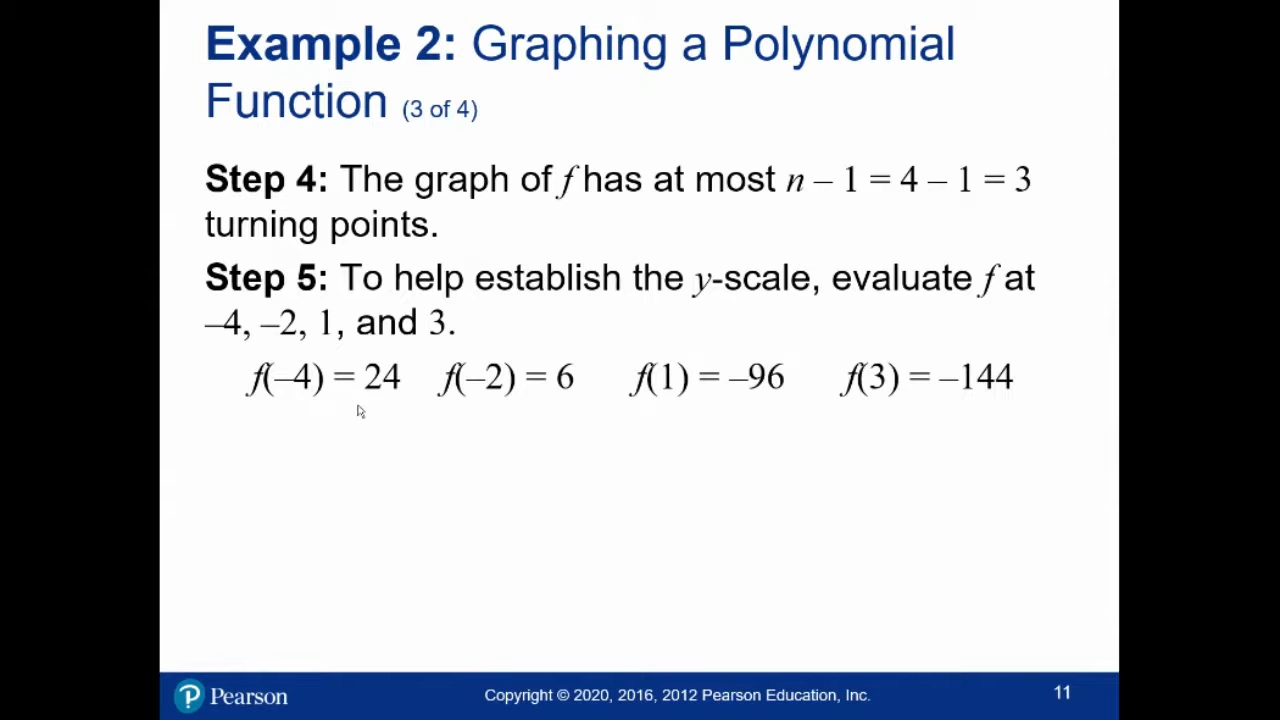 Example 2: Graphing a Polynomial
Function (3 of 4)
Step 4: The graph of f has at most n – 1 = 4 – 1 = 3
turning points.
Step 5: To help establish the y-scale, evaluate f at
–4, –2, 1, and 3.
f(–4) = 24 f(–2) = 6 f(1) = –96 f(3) = –144
P Pearson Copyright © 2020, 2016, 2012 Pearson Education, Inc. 11